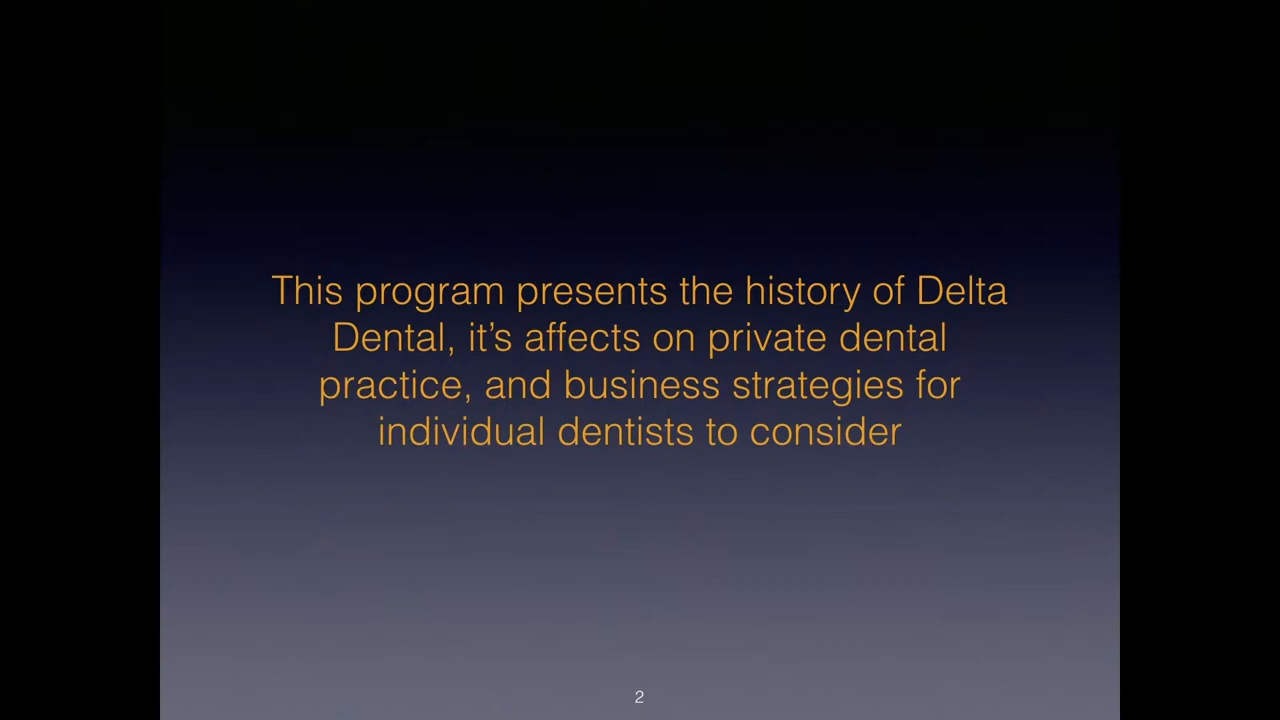 This program presents the history of Delta
Dental, it’s affects on private dental
practice, and business strategies for
individual dentists to consider
2